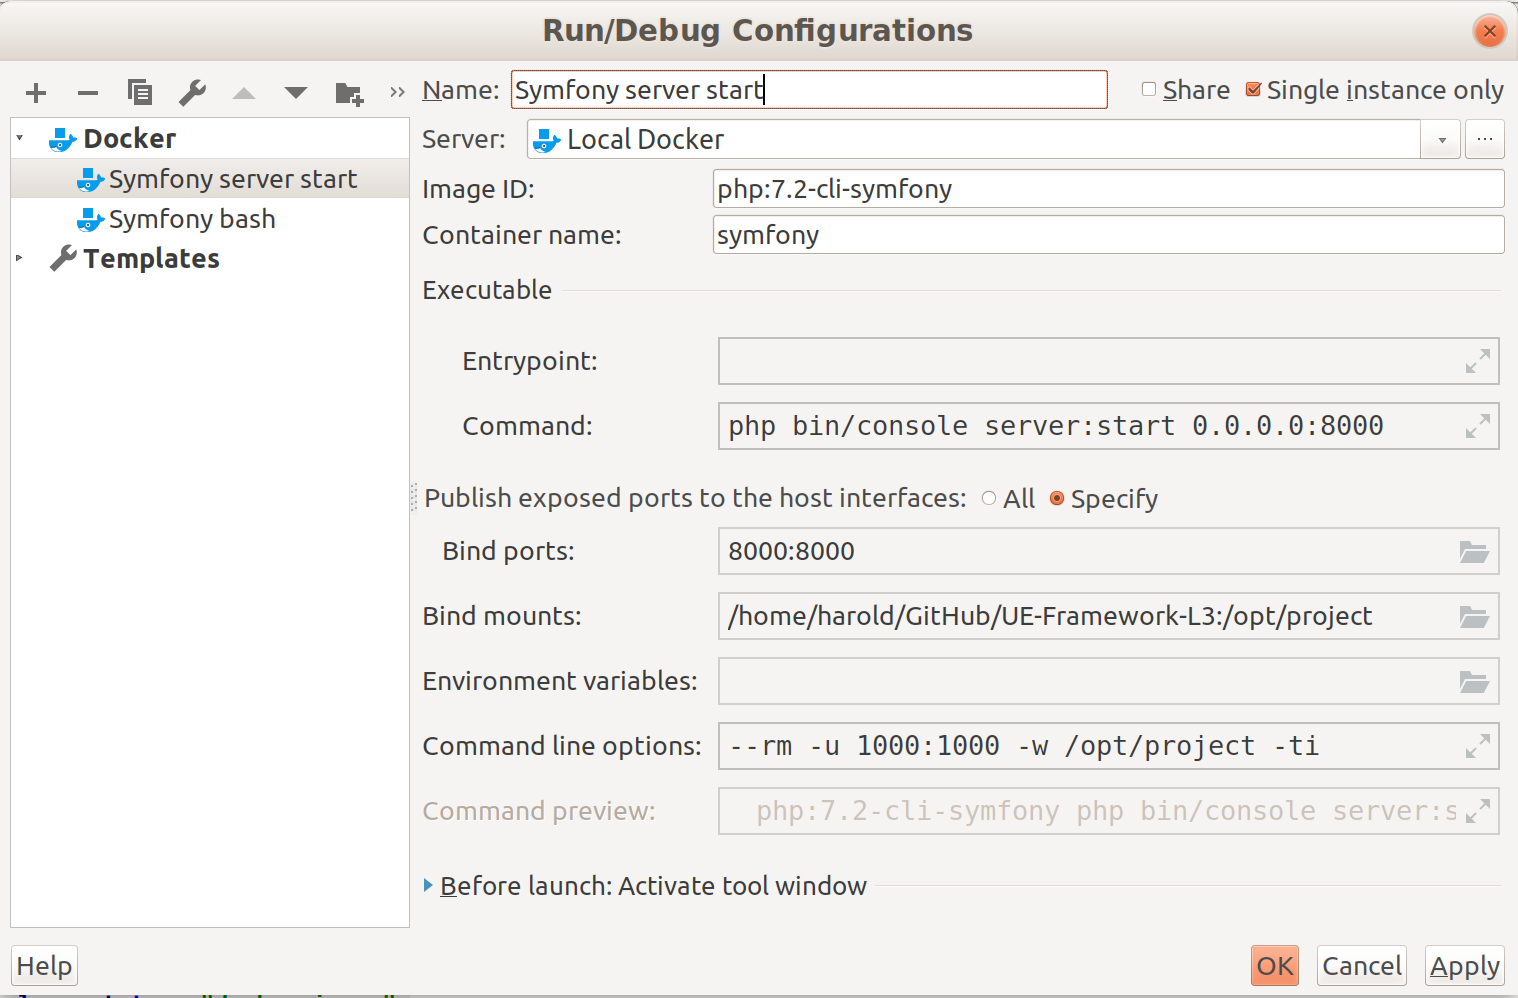 Run/Debug Configurations
Name: Symfony server start
Share Single instance only
Docker
Symfony server start
Symfony bash
Templates
Server: Local Docker ...
Image ID: php:7.2-cli-symfony
Container name: symfony
Executable
Entrypoint:
Command: php bin/console server:start 0.0.0.0:8000
Publish exposed ports to the host interfaces: All Specify
Bind ports: 8000:8000
Bind mounts: /home/harold/GitHub/UE-Framework-L3:/opt/project
Environment variables:
Command line options: --rm -u 1000:1000 -w /opt/project -ti
Command preview: php:7.2-cli-symfony php bin/console server:s
Before launch: Activate tool window
Help OK Cancel Apply